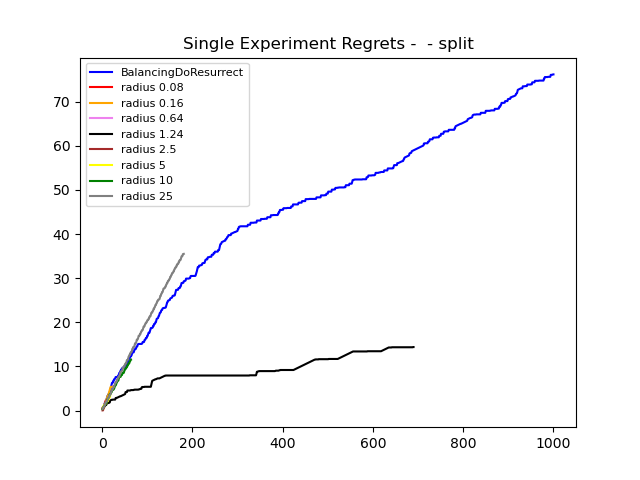 Single Experiment Regrets -  - split
BalancingDoResurrect
radius 0.08
radius 0.16
radius 0.64
radius 1.24
radius 2.5
radius 5
radius 10
radius 25
70
60
50
40
30
20
10
0
0 200 400 600 800 1000